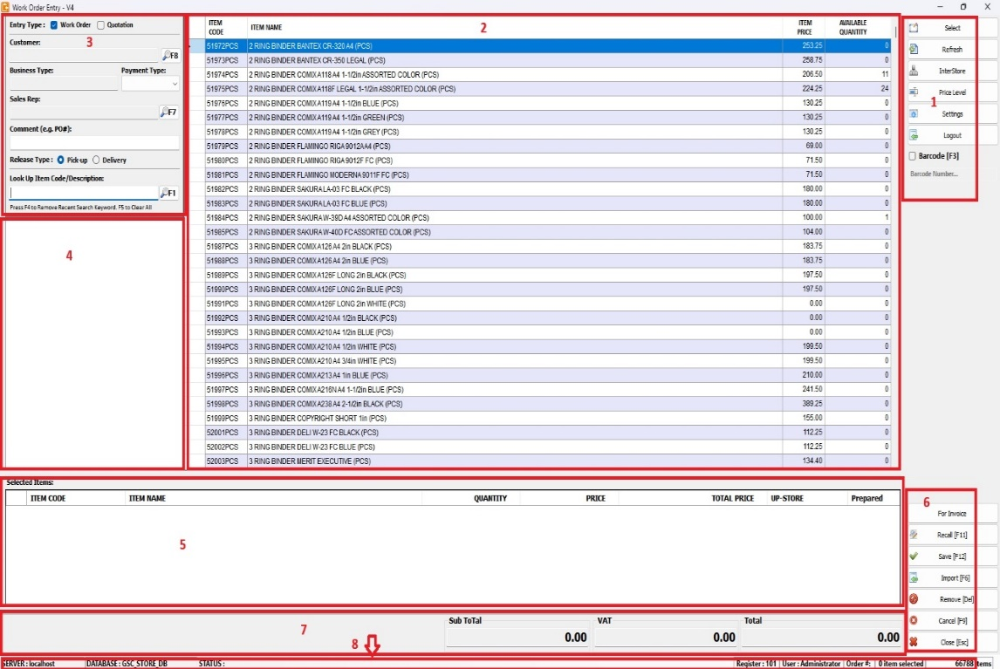 Work Order Entry - V4
Entry Type : Work Order Quotation
3
Customer:
F8
Business Type: Payment Type:
Sales Rep:
F7
Comment (e.g. PO#):
Release Type : Pick-up Delivery
Look Up Item Code/Description:
F1
Press F4 to Remove Recent Search Keyword. F5 to Clear All
4
2
ITEM CODE ITEM NAME ITEM PRICE AVAILABLE QUANTITY
51972PCS 2 RING BINDER BANTEX CR-320 A4 (PCS) 253.25 0
51973PCS 2 RING BINDER BANTEX CR-350 LEGAL (PCS) 258.75 0
51974PCS 2 RING BINDER COMIX A118 A4 1-1/2in ASSORTED COLOR (PCS) 206.50 11
51975PCS 2 RING BINDER COMIX A118F LEGAL 1-1/2in ASSORTED COLOR (PCS) 224.25 24
51976PCS 2 RING BINDER COMIX A119 A4 1-1/2in BLUE (PCS) 130.25 0
51977PCS 2 RING BINDER COMIX A119 A4 1-1/2in GREEN (PCS) 130.25 0
51978PCS 2 RING BINDER COMIX A119 A4 1-1/2in GREY (PCS) 130.25 0
51979PCS 2 RING BINDER FLAMINGO RIGA 9012A A4 (PCS) 69.00 0
51980PCS 2 RING BINDER FLAMINGO RIGA 9012F FC (PCS) 71.50 0
51981PCS 2 RING BINDER FLAMINGO MODERNA 9011F FC (PCS) 71.50 0
51982PCS 2 RING BINDER SAKURA LA-03 FC BLACK (PCS) 180.00 0
51983PCS 2 RING BINDER SAKURA LA-03 FC BLUE (PCS) 180.00 0
51984PCS 2 RING BINDER SAKURA W-39D A4 ASSORTED COLOR (PCS) 100.00 1
51985PCS 2 RING BINDER SAKURA W-40D FC ASSORTED COLOR (PCS) 104.00 0
51987PCS 3 RING BINDER COMIX A126 A4 2in BLACK (PCS) 183.75 0
51988PCS 3 RING BINDER COMIX A126 A4 2in BLUE (PCS) 183.75 0
51989PCS 3 RING BINDER COMIX A126F LONG 2in BLACK (PCS) 197.50 0
51990PCS 3 RING BINDER COMIX A126F LONG 2in BLUE (PCS) 197.50 0
51991PCS 3 RING BINDER COMIX A126F LONG 2in WHITE (PCS) 0.00 0
51992PCS 3 RING BINDER COMIX A210 A4 1/2in BLACK (PCS) 0.00 0
51993PCS 3 RING BINDER COMIX A210 A4 1/2in BLUE (PCS) 0.00 0
51994PCS 3 RING BINDER COMIX A210 A4 1/2in WHITE (PCS) 199.50 0
51995PCS 3 RING BINDER COMIX A210 A4 3/4in WHITE (PCS) 199.50 0
51996PCS 3 RING BINDER COMIX A213 A4 1in BLUE (PCS) 210.00 0
51997PCS 3 RING BINDER COMIX A216N A4 1-1/2in BLUE (PCS) 241.50 0
51998PCS 3 RING BINDER COMIX A238 A4 2-1/2in BLACK (PCS) 389.25 0
51999PCS 3 RING BINDER COPYRIGHT SHORT 1in (PCS) 155.00 0
52001PCS 3 RING BINDER DELI W-23 FC BLACK (PCS) 112.25 0
52002PCS 3 RING BINDER DELI W-23 FC BLUE (PCS) 112.25 0
52003PCS 3 RING BINDER MERIT EXECUTIVE (PCS) 134.40 0
Select
Refresh
InterStore
Price Level
1
Settings
Logout
Barcode [F3]
Barcode Number...
Selected Items:
ITEM CODE ITEM NAME QUANTITY PRICE TOTAL PRICE UP-STORE Prepared
5
6
For Invoice
Recall [F11]
Save [F12]
Import [F6]
Remove [Del]
Cancel [F9]
Close [Esc]
7
Sub ToTal VAT Total
0.00 0.00 0.00
8
SERVER : localhost DATABASE : GSC_STORE_DB STATUS : Register : 101 User : Administrator Order #: 0 item selected 66788 items